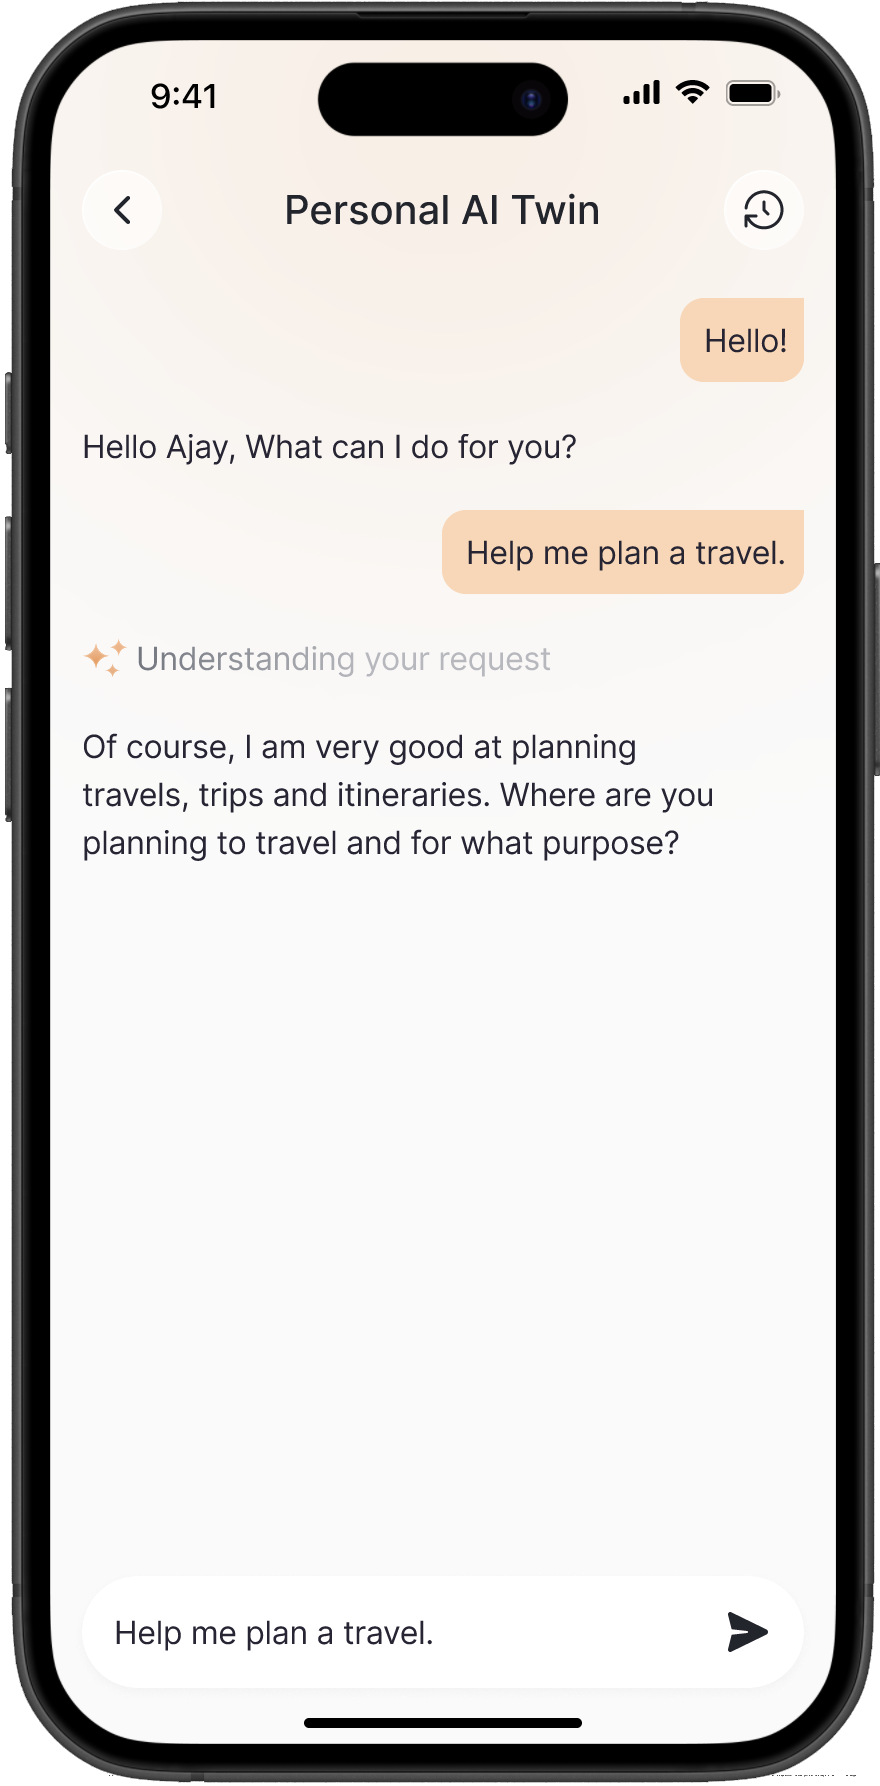 9:41
Personal AI Twin
Hello!
Hello Ajay, What can I do for you?
Help me plan a travel.
Understanding your request
Of course, I am very good at planning
travels, trips and itineraries. Where are you
planning to travel and for what purpose?
Help me plan a travel.